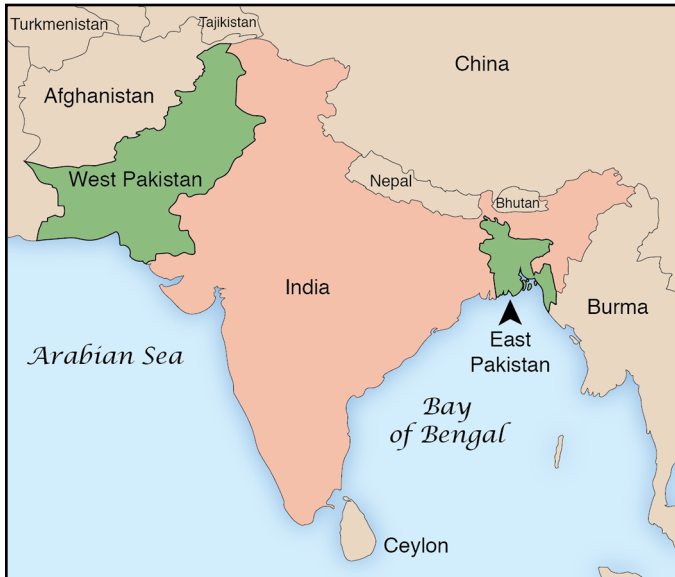 Turkmenistan
Tajikistan
China
Afghanistan
West Pakistan
Nepal
Bhutan
India
Burma
East
Pakistan
Arabian Sea
Bay
of Bengal
Ceylon